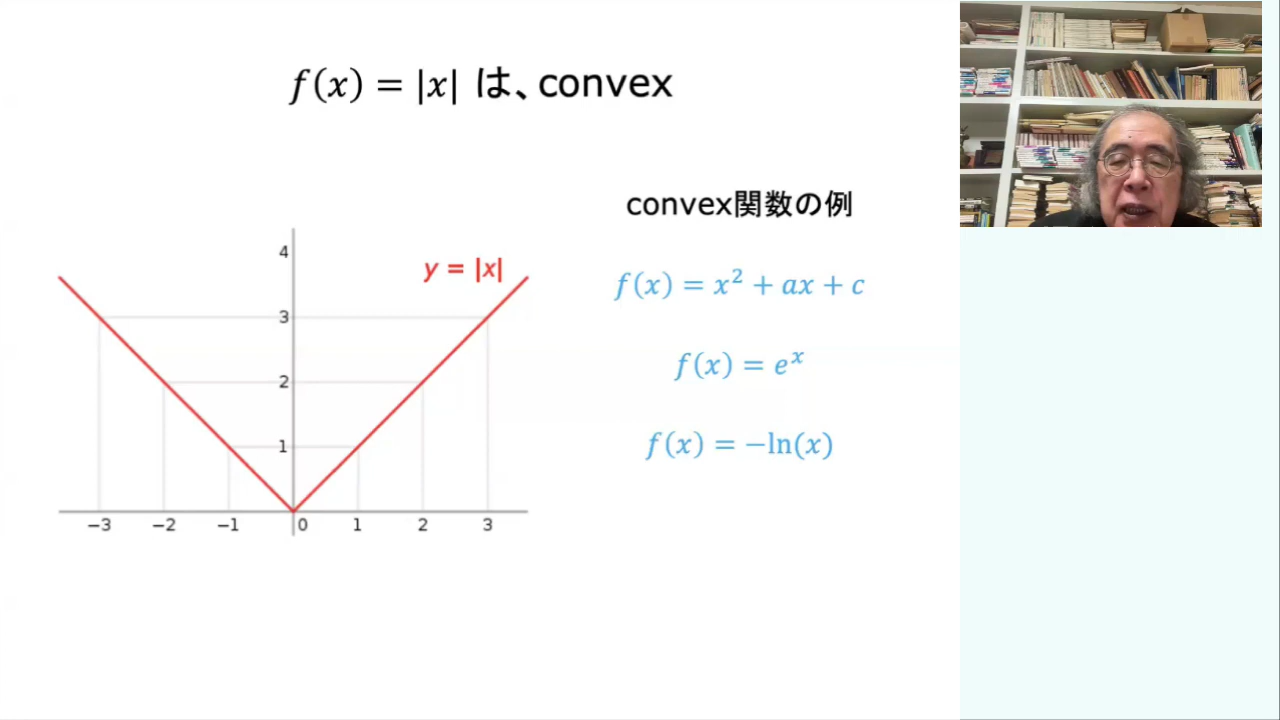 f(x) = |x| は、convex
convex関数の例
f(x) = x² + ax + c
f(x) = eˣ
f(x) = −ln(x)
y = |x|
4
3
2
1
−3 −2 −1 0 1 2 3